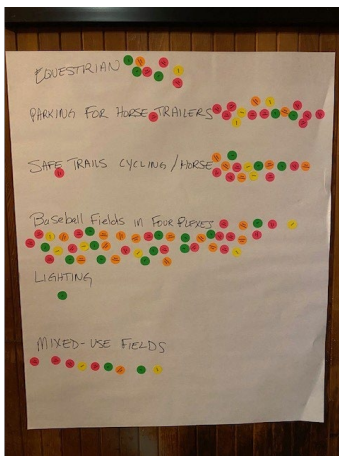 EQUESTRIAN
PARKING FOR HORSE TRAILERS
SAFE TRAILS CYCLING / HORSE
Baseball Fields in FOUR PLEXES
LIGHTING
MIXED-USE FIELDS